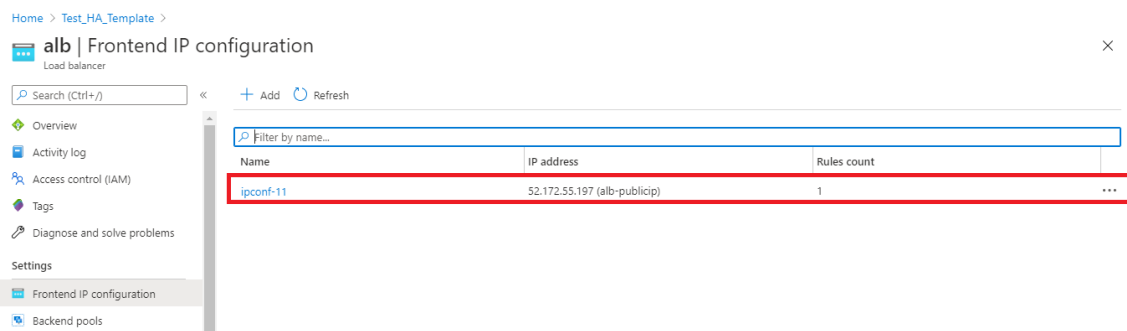 Home > Test_HA_Template >
alb | Frontend IP configuration
Load balancer
Search (Ctrl+/)
«
Add
Refresh
Overview
Activity log
Access control (IAM)
Tags
Diagnose and solve problems
Settings
Frontend IP configuration
Backend pools
Filter by name...
Name IP address Rules count
ipconf-11 52.172.55.197 (alb-publicip) 1 ...